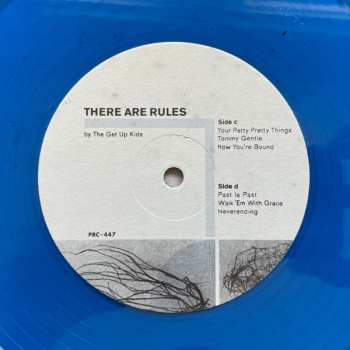 THERE ARE RULES
by The Get Up Kids
Side c
Your Petty Pretty Things
Tommy Gentle
How You're Bound
Side d
Past Is Past
Walk 'Em With Grace
Neverending
PRC-447